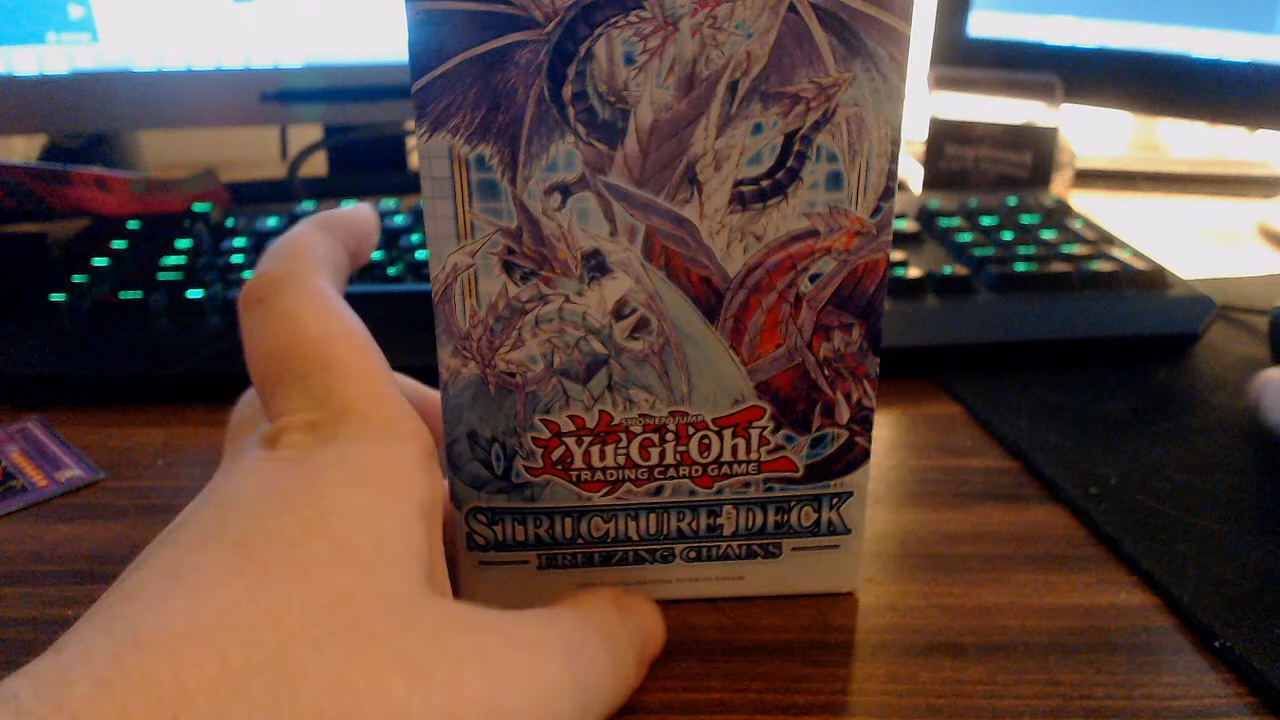 SHONEN JUMP
Yu-Gi-Oh!
TRADING CARD GAME
STRUCTURE DECK
FREEZING CHAINS